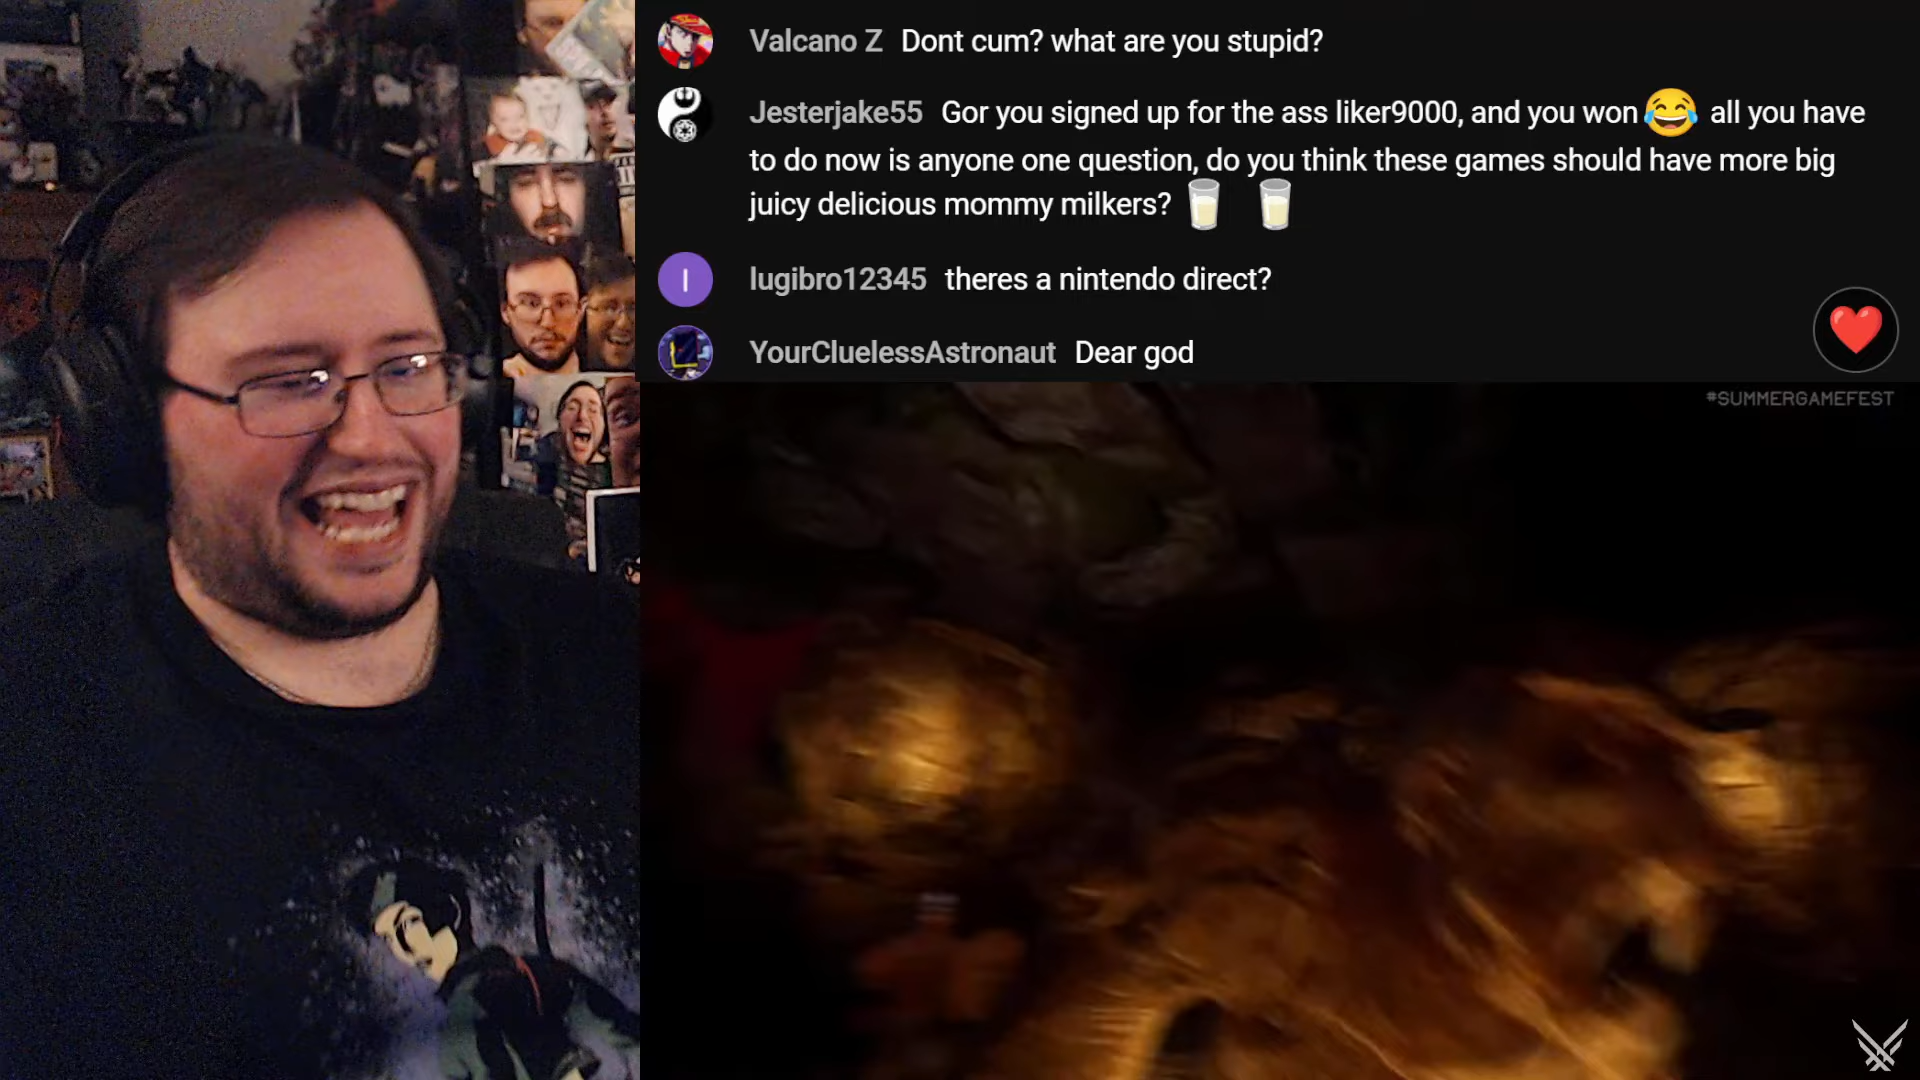 Valcano Z Dont cum? what are you stupid?
Jesterjake55 Gor you signed up for the ass liker9000, and you won😂 all you have
to do now is anyone one question, do you think these games should have more big
juicy delicious mommy milkers? 🥛 🥛
I lugibro12345 theres a nintendo direct?
YourCluelessAstronaut Dear god
#SUMMERGAMEFEST